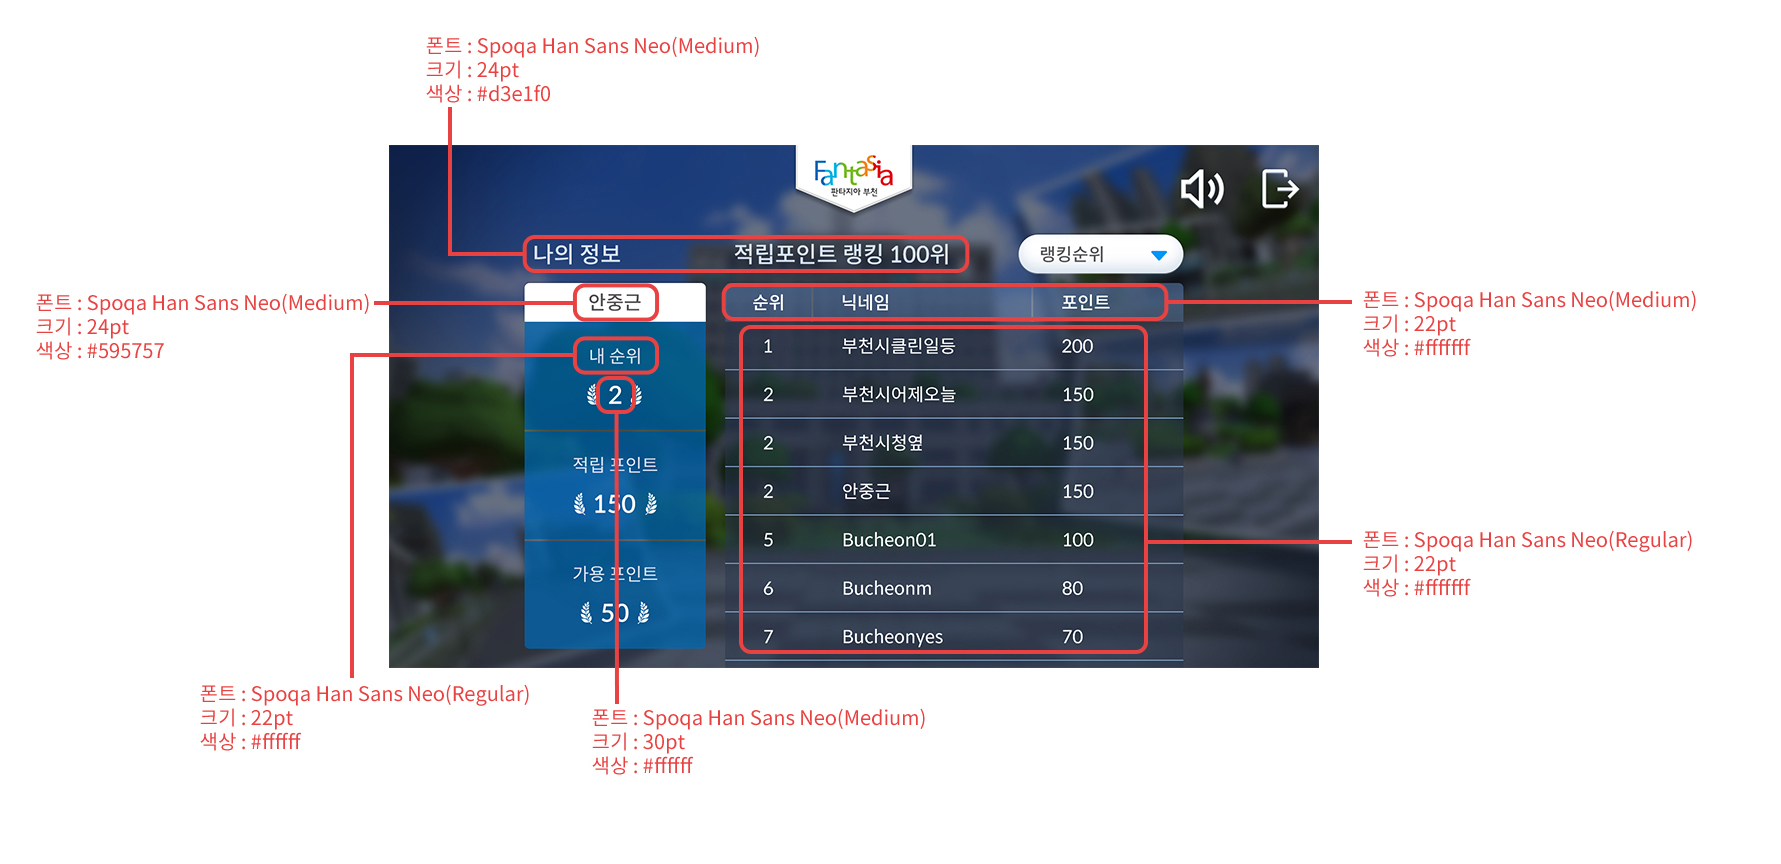 폰트 : Spoqa Han Sans Neo(Medium)
크기 : 24pt
색상 : #d3e1f0
Fantasia
판타지아 부천
나의 정보
적립포인트 랭킹 100위
랭킹순위
폰트 : Spoqa Han Sans Neo(Medium)
크기 : 24pt
색상 : #595757
안중근
내 순위
2
적립 포인트
150
가용 포인트
50
순위 닉네임 포인트
1 부천시클린일등 200
2 부천시어제오늘 150
2 부천시청옆 150
2 안중근 150
5 Bucheon01 100
6 Bucheonm 80
7 Bucheonyes 70
폰트 : Spoqa Han Sans Neo(Medium)
크기 : 22pt
색상 : #fffffff
폰트 : Spoqa Han Sans Neo(Regular)
크기 : 22pt
색상 : #fffffff
폰트 : Spoqa Han Sans Neo(Regular)
크기 : 22pt
색상 : #ffffff
폰트 : Spoqa Han Sans Neo(Medium)
크기 : 30pt
색상 : #ffffff